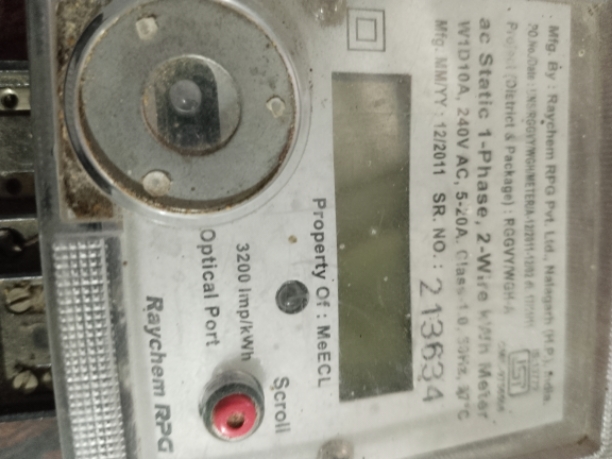 Mfg. By : Raychem RPG Pvt. Ltd., Nalagarh (H.P.), India.
Project (District & Package) : RGGVY/WGH-A
ac Static 1-Phase, 2-Wire kWh Meter
W1D10A, 240V AC, 5-20A, Class-1.0, 50Hz, 27°C
Mfg. MM/YY : 12/2011 SR. NO. : 213634
Property Of : MeECL
3200 Imp/kWh
Scroll
Optical Port
Raychem RPG